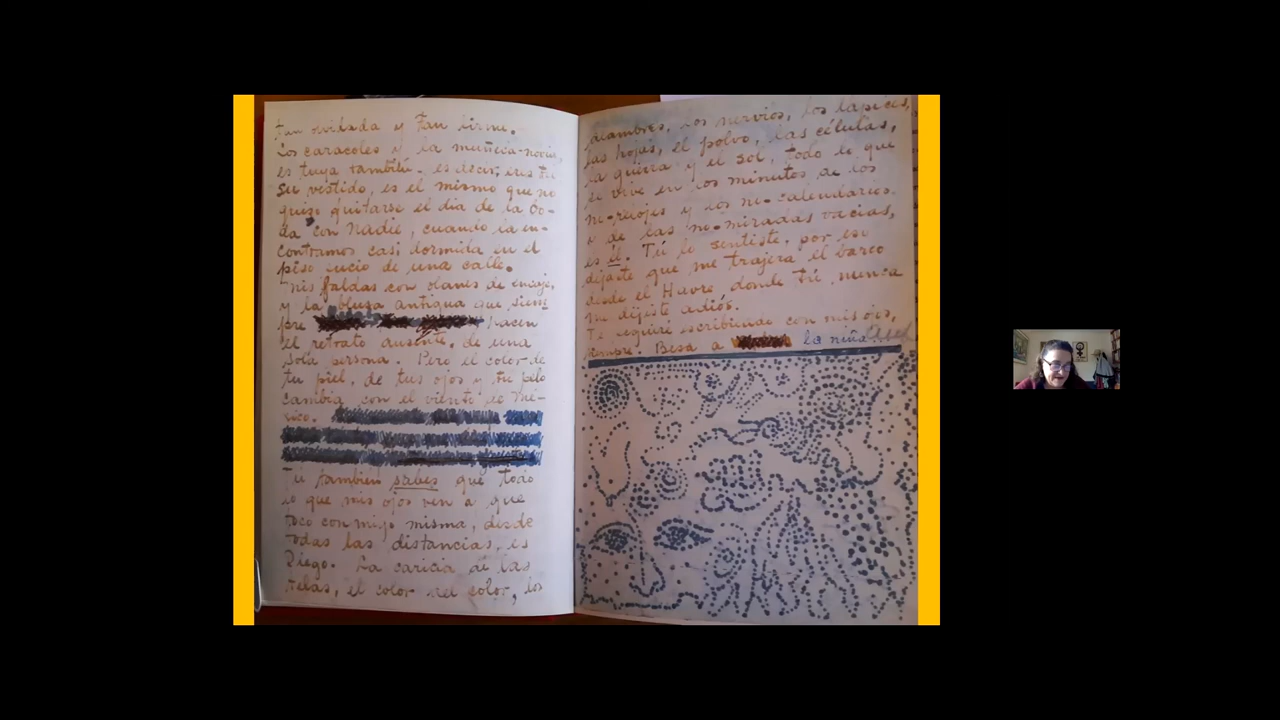 tan cuidada y tan firme.
Los caracoles y la muñeca-novia,
es tuya también - es decir, eres tú
Su vestido, es el mismo que no
quiso quitarse el día de la bo-
da con Nadie, cuando la en-
contramos casi dormida en el
piso sucio de una calle.
Mis faldas con olanes de encaje,
y la blusa antigua que siem
pre hacen
el retrato ausente, de una
sola persona. Pero el color de
tu piel, de tus ojos y tu pelo
cambia con el viento de Mé-
xico.
Tú también sabes que todo
lo que mis ojos ven y que
toco conmigo misma, desde
todas las distancias, es
Diego. La caricia de las
telas, el color del color, los
alambres, los nervios, los lápices,
las hojas, el polvo, las células,
la guerra y el sol, todo lo que
se vive en los minutos de los
no-relojes y los no-calendarios
y de las no-miradas vacías,
es él. Tú lo sentiste, por eso
dejaste que me trajera el barco
desde el Havre donde tú, nunca
me dijiste adiós.
Te seguiré escribiendo con mis ojos,
siempre. Besa a la niña...